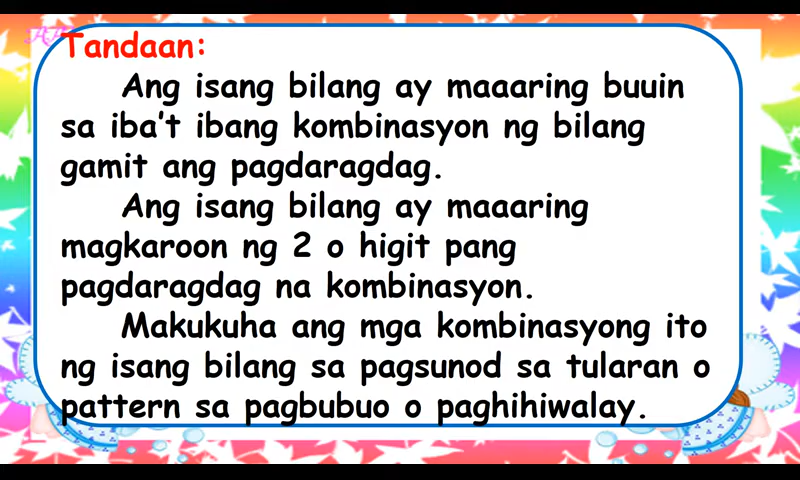 Tandaan:
Ang isang bilang ay maaaring buuin
sa iba't ibang kombinasyon ng bilang
gamit ang pagdaragdag.
Ang isang bilang ay maaaring
magkaroon ng 2 o higit pang
pagdaragdag na kombinasyon.
Makukuha ang mga kombinasyong ito
ng isang bilang sa pagsunod sa tularan o
pattern sa pagbubuo o paghihiwalay.